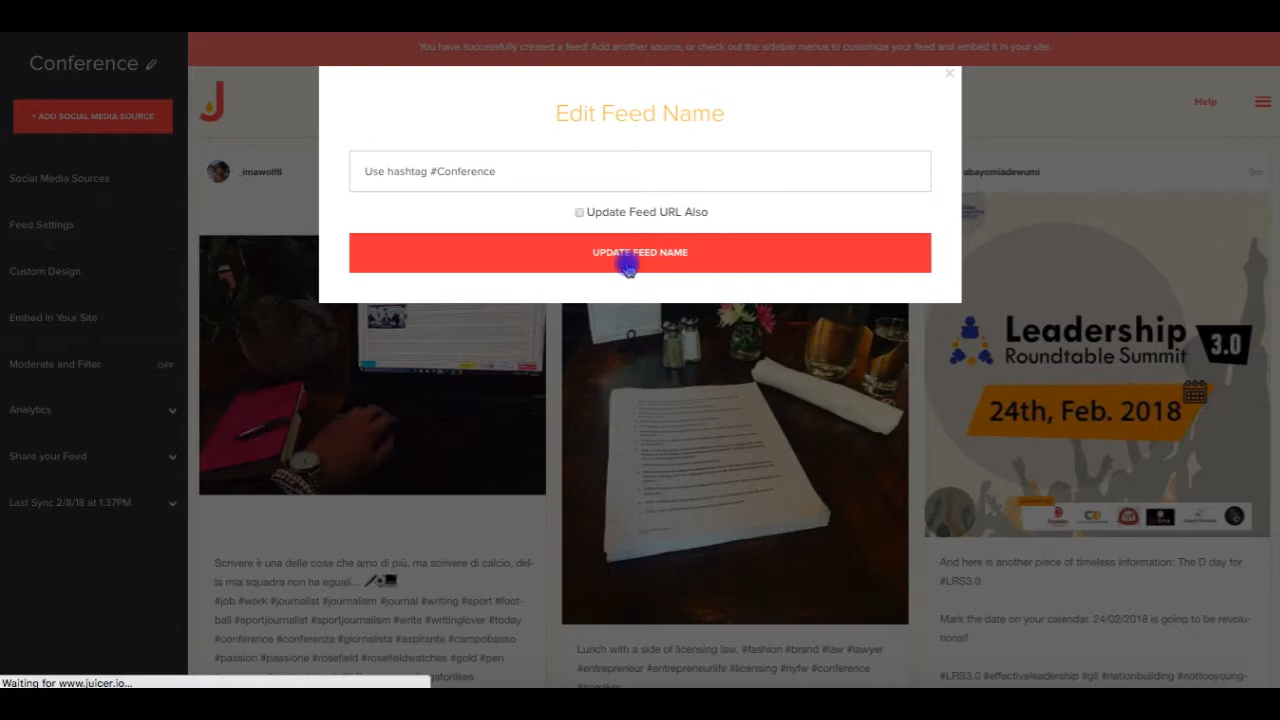 Conference
+ ADD SOCIAL MEDIA SOURCE
Social Media Sources
Feed Settings
Custom Design
Embed In Your Site
Moderate and Filter OFF
Analytics
Share your Feed
Last Sync 2/8/18 at 1:37PM
You have successfully created a feed! Add another source, or check out the sidebar menus to customize your feed and embed it in your site.
J
Help
×
Edit Feed Name
Use hashtag #Conference
Update Feed URL Also
UPDATE FEED NAME
_imawolf6
Scrivere è una delle cose che amo di più, ma scrivere di calcio, del-
la mia squadra non ha eguali...
#job #work #journalist #journalism #journal #writing #sport #foot-
ball #sportjournalist #sportjournalism #write #writinglover #today
#conference #conferenza #giornalista #aspirante #campobasso
#passion #passione #rosefield #rosefieldwatches #gold #pen
Lunch with a side of licensing law. #fashion #brand #law #lawyer
#entrepreneur #entrepreneurlife #licensing #nyfw #conference
#speaker
abayomiadewumi
Leadership
Roundtable Summit 3.0
24th, Feb. 2018
And here is another piece of timeless Information: The D day for
#LRS3.0
Mark the date on your calendar. 24/02/2018 is going to be revolu-
tional!
#LRS3.0 #effectiveleadership #gli #nationbuilding #nottooyoung-
Waiting for www.juicer.io...